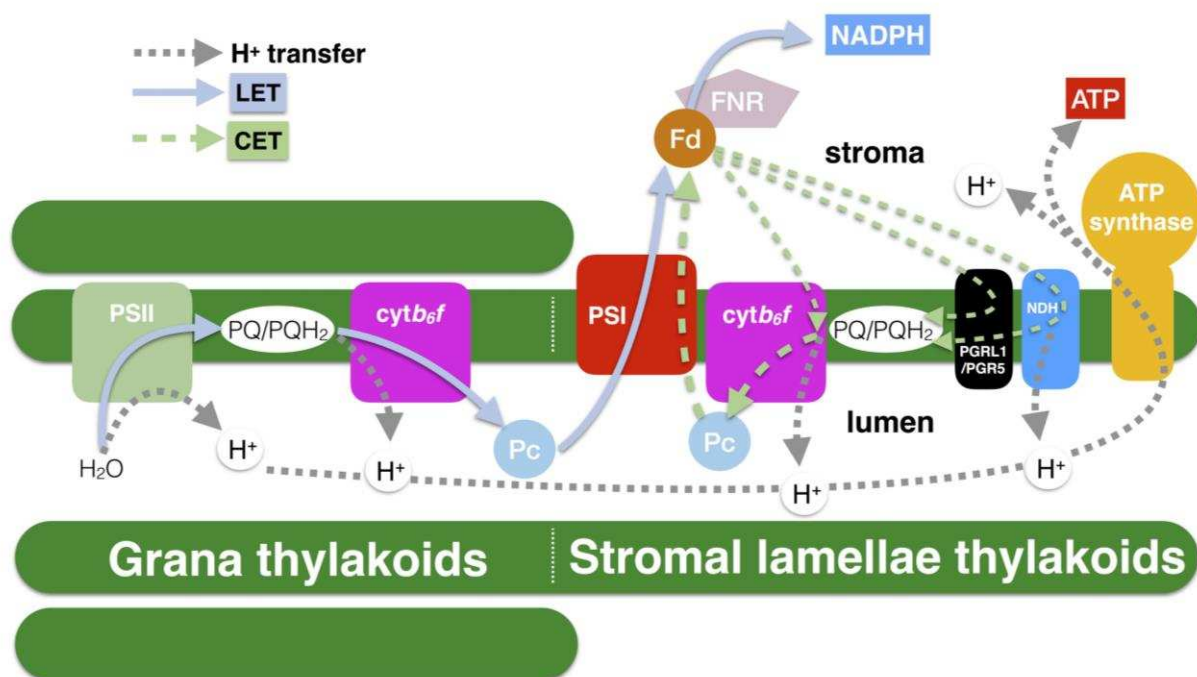 H⁺ transfer
LET
CET
NADPH
FNR
Fd
stroma
ATP
H⁺
ATP
synthase
PSII
PQ/PQH₂
cytb₆f
PSI
cytb₆f
PQ/PQH₂
PGRL1
/PGR5
NDH
Pc
Pc
lumen
H₂O
H⁺
H⁺
H⁺
H⁺
Grana thylakoids
Stromal lamellae thylakoids